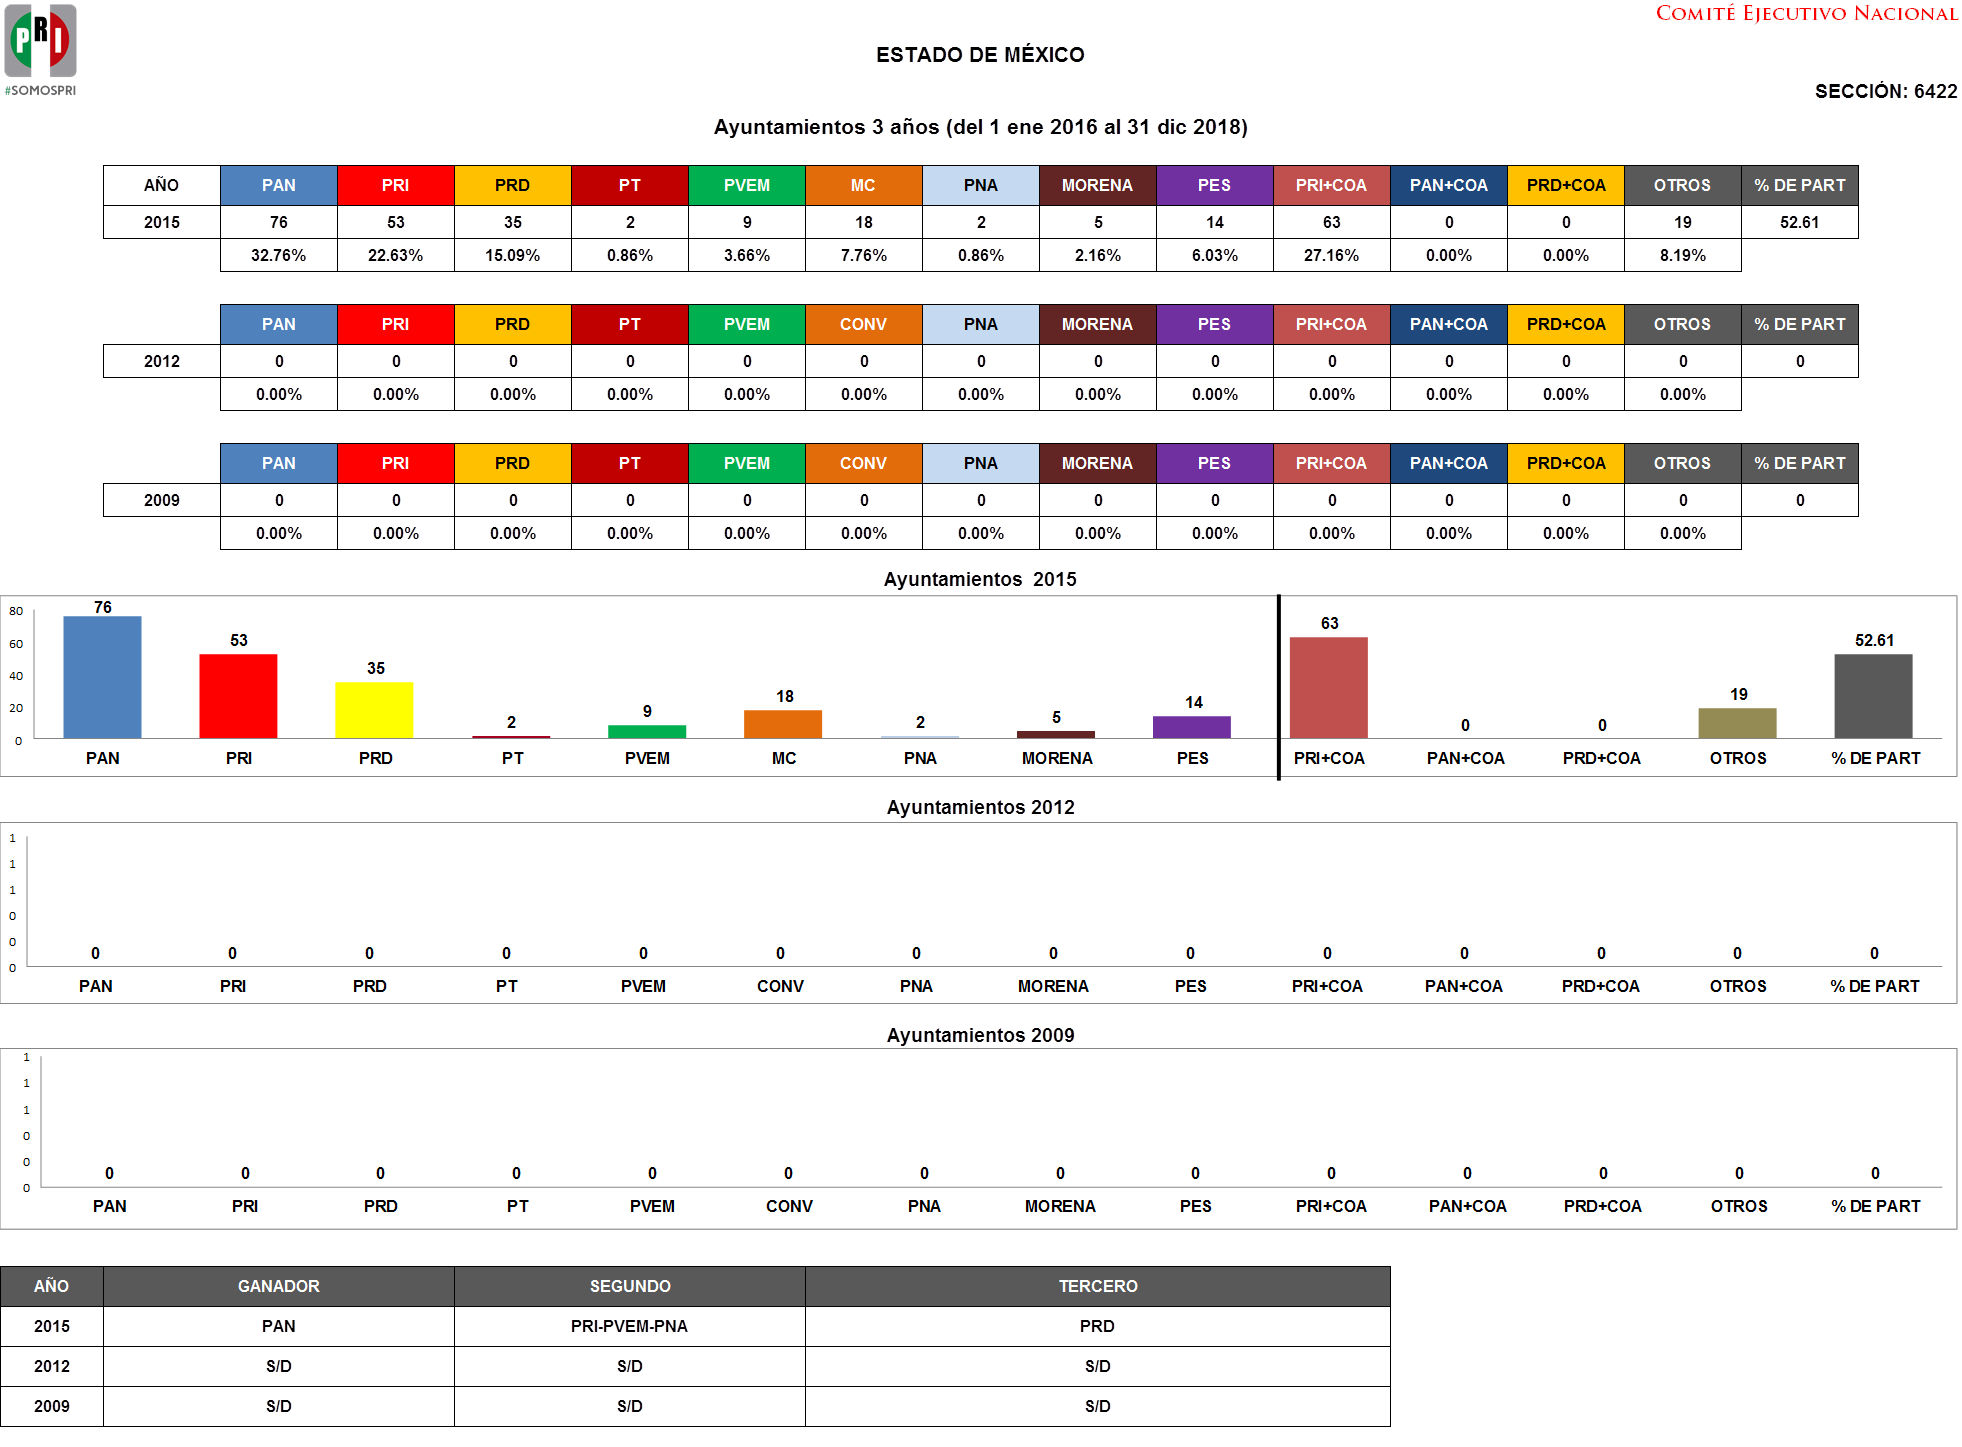 PRI
#SOMOSPRI
COMITÉ EJECUTIVO NACIONAL
ESTADO DE MÉXICO
SECCIÓN: 6422
Ayuntamientos 3 años (del 1 ene 2016 al 31 dic 2018)
AÑO PAN PRI PRD PT PVEM MC PNA MORENA PES PRI+COA PAN+COA PRD+COA OTROS % DE PART
2015 76 53 35 2 9 18 2 5 14 63 0 0 19 52.61
32.76% 22.63% 15.09% 0.86% 3.66% 7.76% 0.86% 2.16% 6.03% 27.16% 0.00% 0.00% 8.19%
PAN PRI PRD PT PVEM CONV PNA MORENA PES PRI+COA PAN+COA PRD+COA OTROS % DE PART
2012 0 0 0 0 0 0 0 0 0 0 0 0 0 0
0.00% 0.00% 0.00% 0.00% 0.00% 0.00% 0.00% 0.00% 0.00% 0.00% 0.00% 0.00% 0.00%
PAN PRI PRD PT PVEM CONV PNA MORENA PES PRI+COA PAN+COA PRD+COA OTROS % DE PART
2009 0 0 0 0 0 0 0 0 0 0 0 0 0 0
0.00% 0.00% 0.00% 0.00% 0.00% 0.00% 0.00% 0.00% 0.00% 0.00% 0.00% 0.00% 0.00%
Ayuntamientos 2015
80
60
40
20
0
76 53 35 2 9 18 2 5 14 63 0 0 19 52.61
PAN PRI PRD PT PVEM MC PNA MORENA PES PRI+COA PAN+COA PRD+COA OTROS % DE PART
Ayuntamientos 2012
1
1
1
0
0
0
0 0 0 0 0 0 0 0 0 0 0 0 0 0
PAN PRI PRD PT PVEM CONV PNA MORENA PES PRI+COA PAN+COA PRD+COA OTROS % DE PART
Ayuntamientos 2009
1
1
1
0
0
0
0 0 0 0 0 0 0 0 0 0 0 0 0 0
PAN PRI PRD PT PVEM CONV PNA MORENA PES PRI+COA PAN+COA PRD+COA OTROS % DE PART
AÑO GANADOR SEGUNDO TERCERO
2015 PAN PRI-PVEM-PNA PRD
2012 S/D S/D S/D
2009 S/D S/D S/D